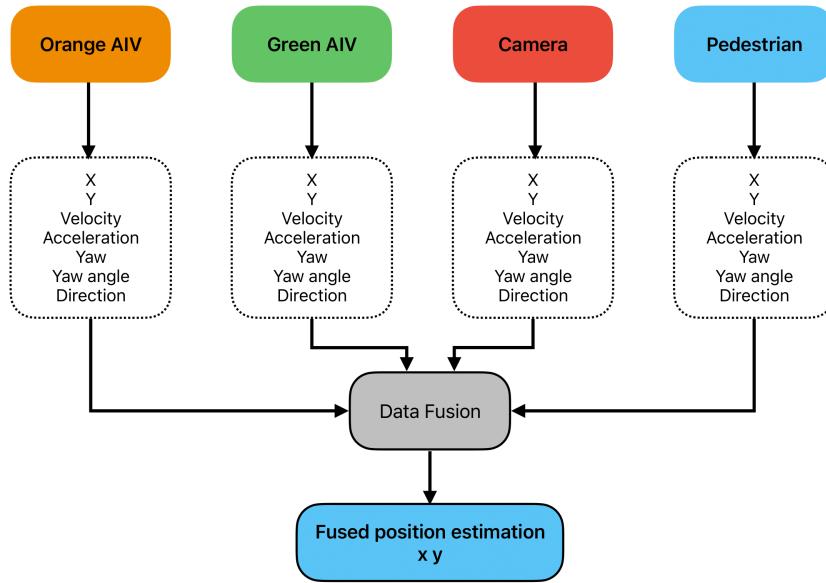 Orange AIV
Green AIV
Camera
Pedestrian
X
Y
Velocity
Acceleration
Yaw
Yaw angle
Direction
X
Y
Velocity
Acceleration
Yaw
Yaw angle
Direction
X
Y
Velocity
Acceleration
Yaw
Yaw angle
Direction
X
Y
Velocity
Acceleration
Yaw
Yaw angle
Direction
Data Fusion
Fused position estimation
x y